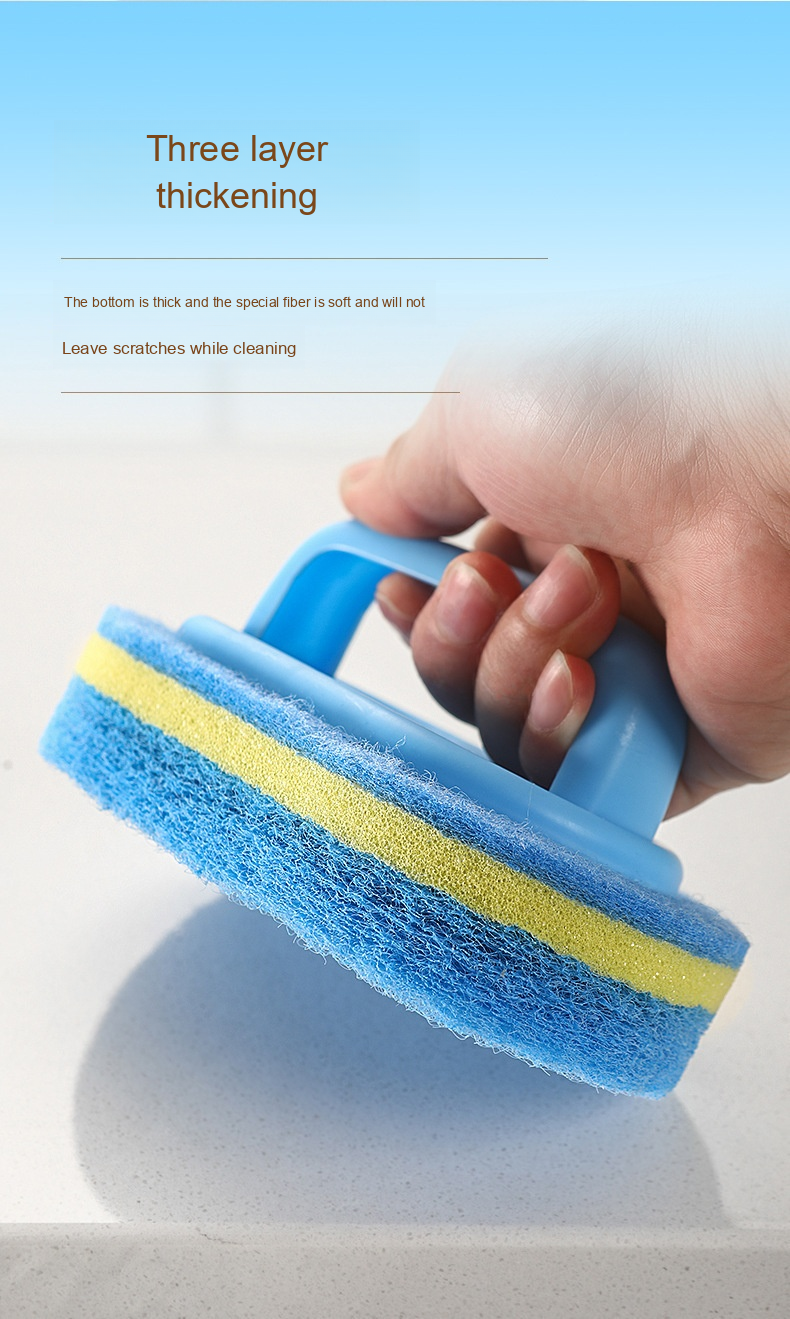 Three layer
thickening
The bottom is thick and the special fiber is soft and will not
Leave scratches while cleaning